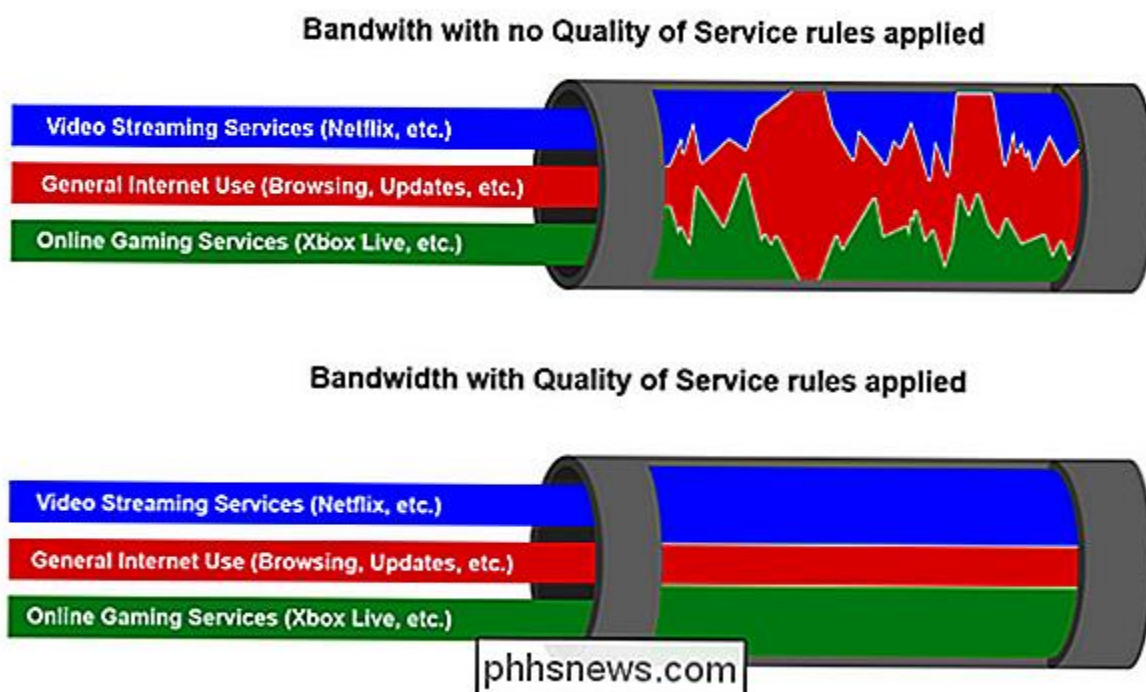 Bandwith with no Quality of Service rules applied
Video Streaming Services (Netflix, etc.)
General Internet Use (Browsing, Updates, etc.)
Online Gaming Services (Xbox Live, etc.)
Bandwidth with Quality of Service rules applied
Video Streaming Services (Netflix, etc.)
General Internet Use (Browsing, Updates, etc.)
Online Gaming Services (Xbox Live, etc.)
phhsnews.com